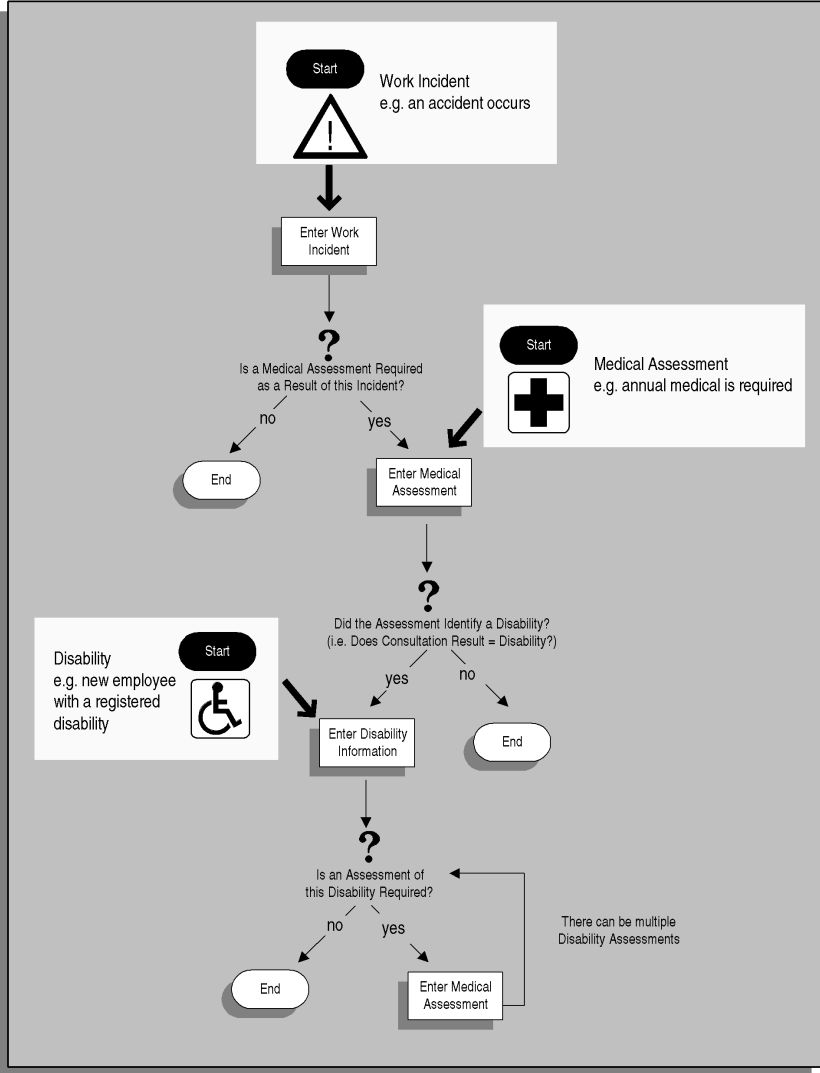 Start
Work Incident
e.g. an accident occurs
!
Enter Work
Incident
?
Is a Medical Assessment Required
as a Result of this Incident?
no
yes
Start
Medical Assessment
e.g. annual medical is required
End
Enter Medical
Assessment
?
Did the Assessment Identify a Disability?
(i.e. Does Consultation Result = Disability?)
yes
no
Start
Disability
e.g. new employee
with a registered
disability
Enter Disability
Information
End
?
Is an Assessment of
this Disability Required?
no
yes
There can be multiple
Disability Assessments
End
Enter Medical
Assessment